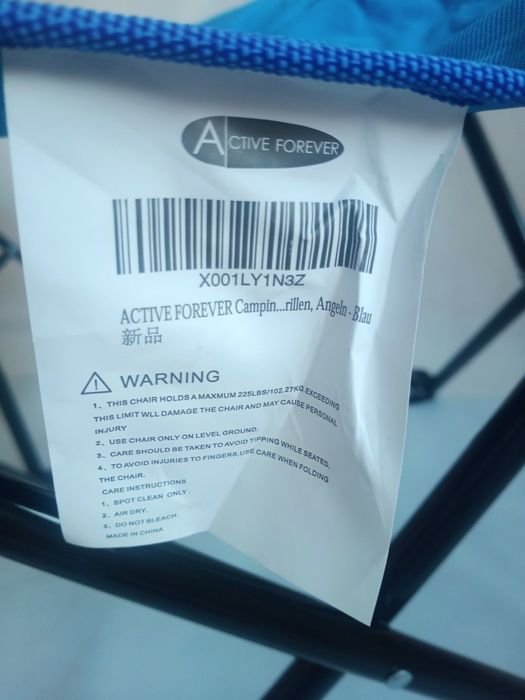 ACTIVE FOREVER
X001LY1N3Z
ACTIVE FOREVER Campin...rillen, Angeln - Blau
新品
WARNING
1、THIS CHAIR HOLDS A MAXMUM 225LBS/102.27KG.EXCEEDING
THIS LIMIT WLL DAMAGE THE CHAIR AND MAY CAUSE PERSONAL
INJURY
2、USE CHAIR ONLY ON LEVEL GROUND.
3、CARE SHOULD BE TAKEN TO AVOID TIPPING WHILE SEATED.
4、TO AVOID INJURIES TO FINGERS,USE CARE WHEN FOLDING
THE CHAIR.
CARE INSTRUCTIONS
1、SPOT CLEAN ONLY.
2、AIR DRY.
3、DO NOT BLEACH.
MADE IN CHINA